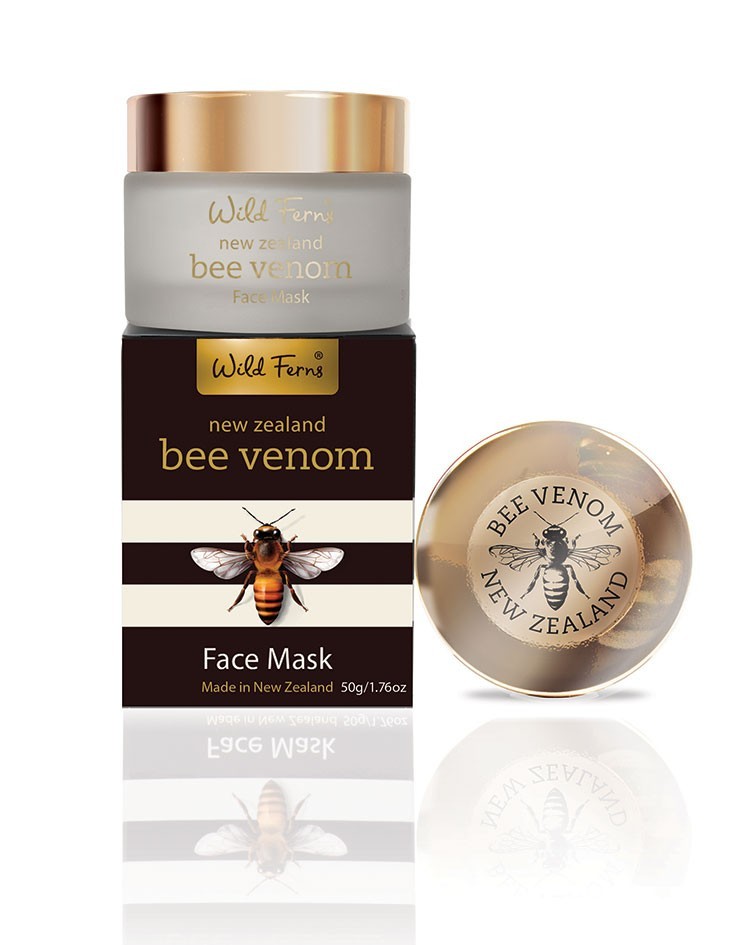 Wild Ferns
new zealand
bee venom
Face Mask
Wild Ferns®
new zealand
bee venom
Face Mask
Made in New Zealand 50g/1.76oz
BEE VENOM
NEW ZEALAND